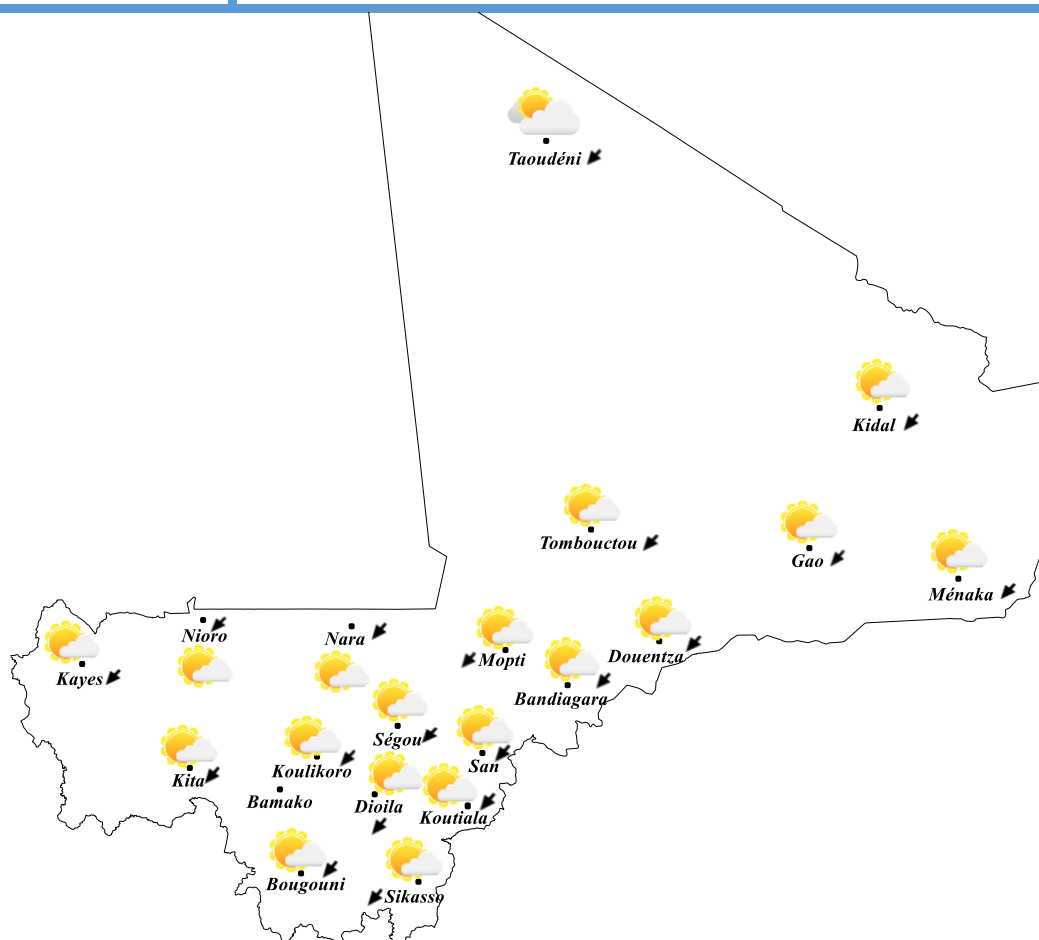 Taoudéni
Kidal
Tombouctou
Gao
Ménaka
Nioro
Nara
Mopti
Douentza
Kayes
Bandiagara
Ségou
San
Koulikoro
Kita
Bamako
Dioila
Koutiala
Bougouni
Sikasso